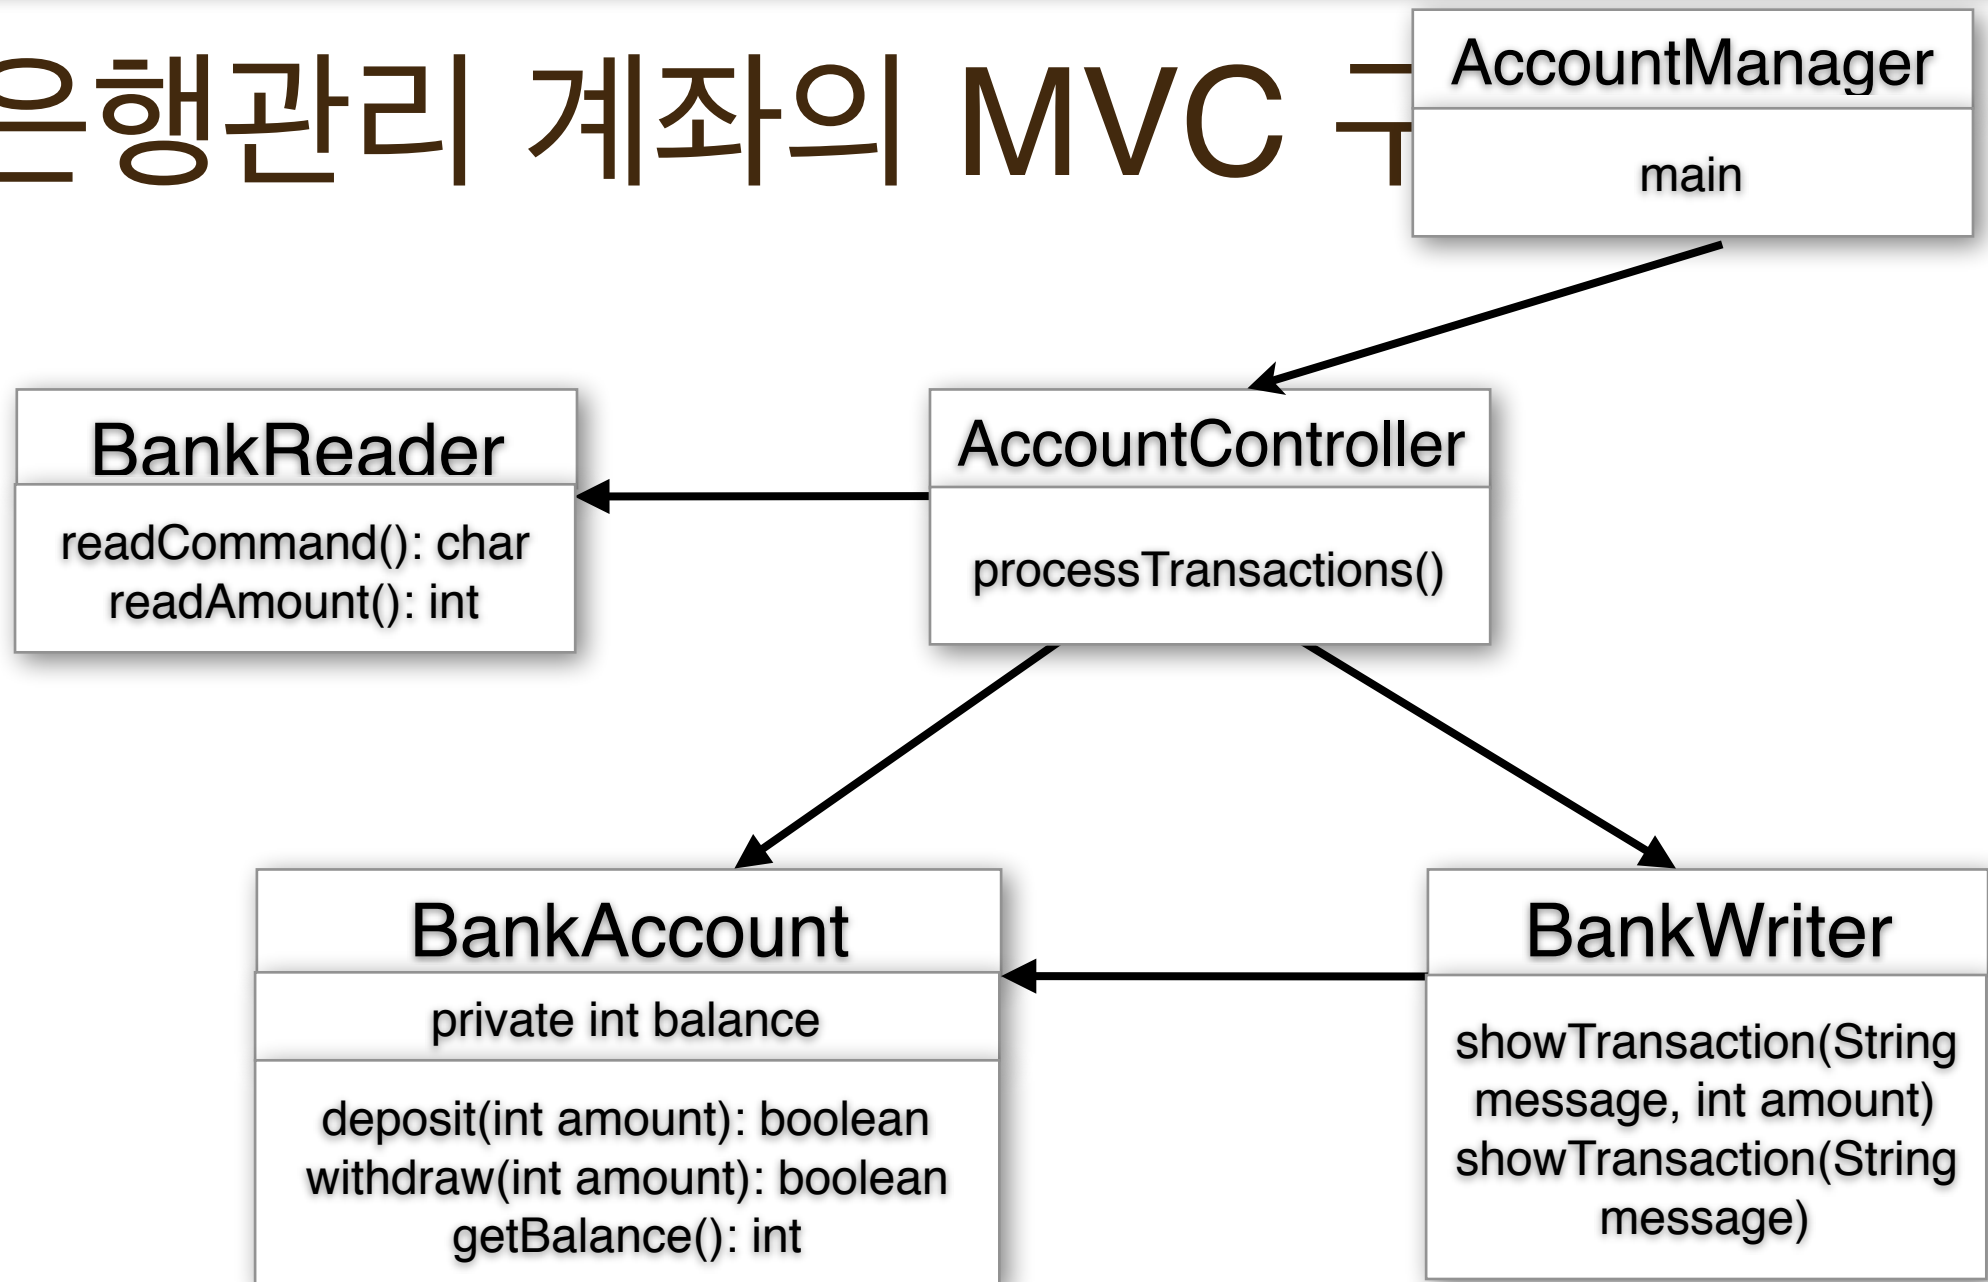 은행관리 계좌의 MVC
AccountManager
main
BankReader
readCommand(): char
readAmount(): int
AccountController
processTransactions()
BankAccount
private int balance
deposit(int amount): boolean
withdraw(int amount): boolean
getBalance(): int
BankWriter
showTransaction(String
message, int amount)
showTransaction(String
message)